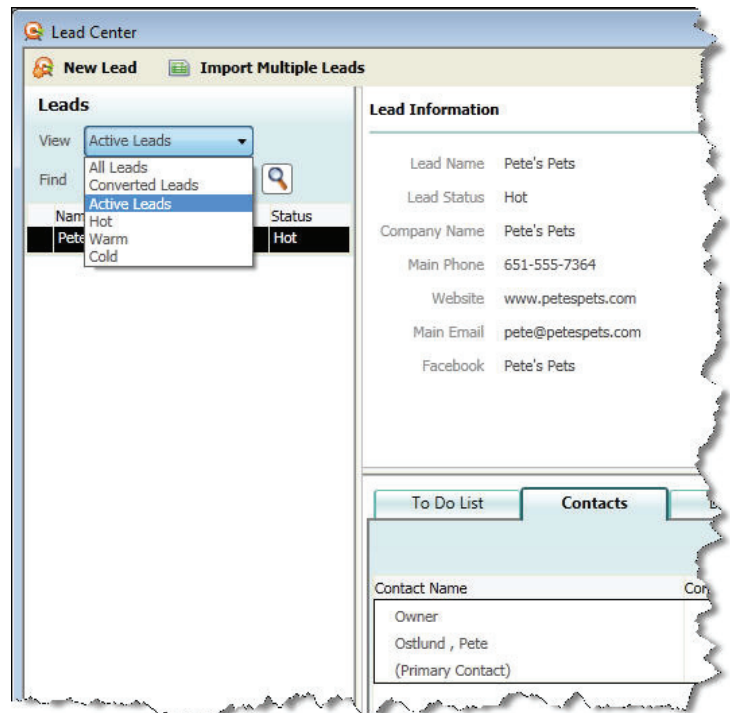 Lead Center
New Lead Import Multiple Leads
Leads
View Active Leads
All Leads
Find
Converted Leads
Active Leads
Hot
Warm
Cold
Status
Hot
Lead Information
Lead Name Pete's Pets
Lead Status Hot
Company Name Pete's Pets
Main Phone 651-555-7364
Website www.petespets.com
Main Email pete@petespets.com
Facebook Pete's Pets
To Do List Contacts
Contact Name
Owner
Ostlund , Pete
(Primary Contact)